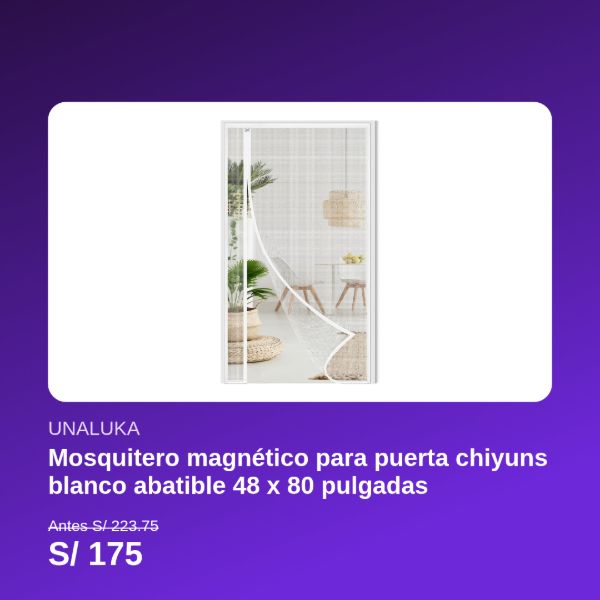 UNALUKA
Mosquitero magnético para puerta chiyuns
blanco abatible 48 x 80 pulgadas
Antes S/ 223.75
S/ 175